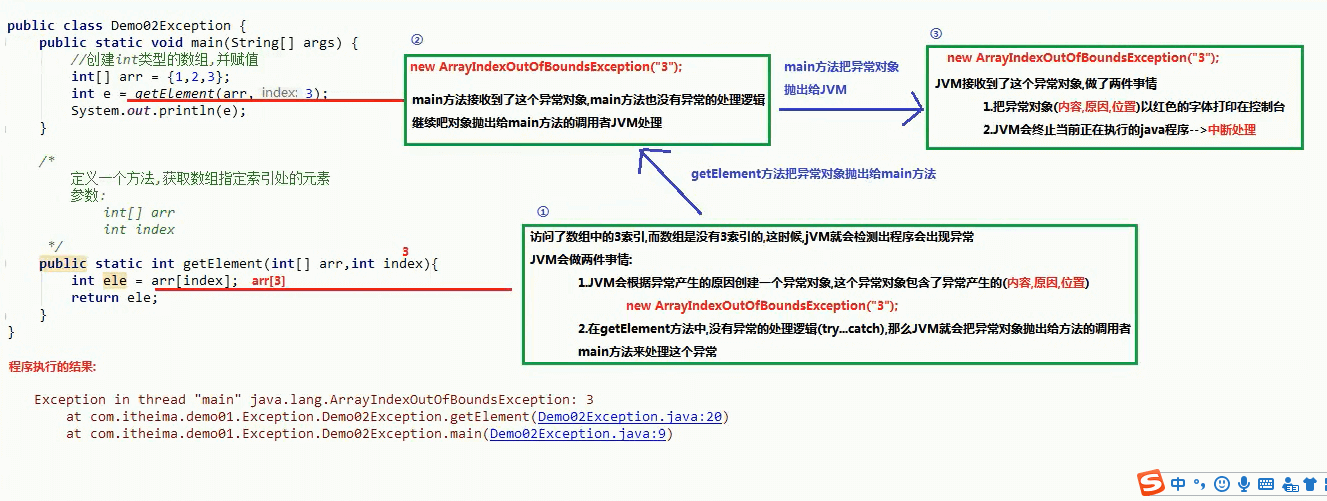 public class Demo02Exception {
public static void main(String[] args) {
//创建int类型的数组,并赋值
int[] arr = {1,2,3};
int e = getElement(arr, index: 3);
System.out.println(e);
}
/*
定义一个方法,获取数组指定索引处的元素
参数:
int[] arr
int index
*/
3
public static int getElement(int[] arr,int index){
int ele = arr[index]; arr[3]
return ele;
}
}
①
访问了数组中的3索引,而数组是没有3索引的,这时候,jVM就会检测出程序会出现异常
JVM会做两件事情:
1.JVM会根据异常产生的原因创建一个异常对象,这个异常对象包含了异常产生的(内容,原因,位置)
new ArrayIndexOutOfBoundsException("3");
2.在getElement方法中,没有异常的处理逻辑(try...catch),那么JVM就会把异常对象抛出给方法的调用者
main方法来处理这个异常
getElement方法把异常对象抛出给main方法
②
new ArrayIndexOutOfBoundsException("3");
main方法接收到了这个异常对象,main方法也没有异常的处理逻辑
继续吧对象抛出给main方法的调用者JVM处理
main方法把异常对象
抛出给JVM
③
new ArrayIndexOutOfBoundsException("3");
JVM接收到了这个异常对象,做了两件事情
1.把异常对象(内容,原因,位置)以红色的字体打印在控制台
2.JVM会终止当前正在执行的java程序-->中断处理
程序执行的结果:
Exception in thread "main" java.lang.ArrayIndexOutOfBoundsException: 3
at com.itheima.demo01.Exception.Demo02Exception.getElement(Demo02Exception.java:20)
at com.itheima.demo01.Exception.Demo02Exception.main(Demo02Exception.java:9)
S中